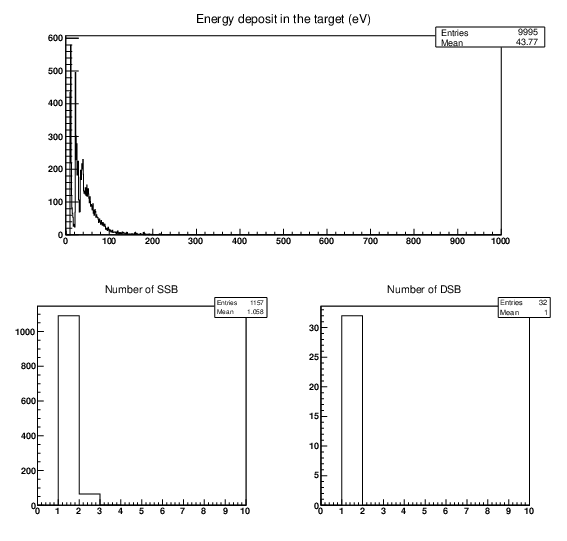 Energy deposit in the target (eV)
Entries 9995
Mean 43.77
600
500
400
300
200
100
0
0 100 200 300 400 500 600 700 800 900 1000
Number of SSB
Entries 1157
Mean 1.058
1000
800
600
400
200
0
0 1 2 3 4 5 6 7 8 9 10
Number of DSB
Entries 32
Mean 1
30
25
20
15
10
5
0
0 1 2 3 4 5 6 7 8 9 10